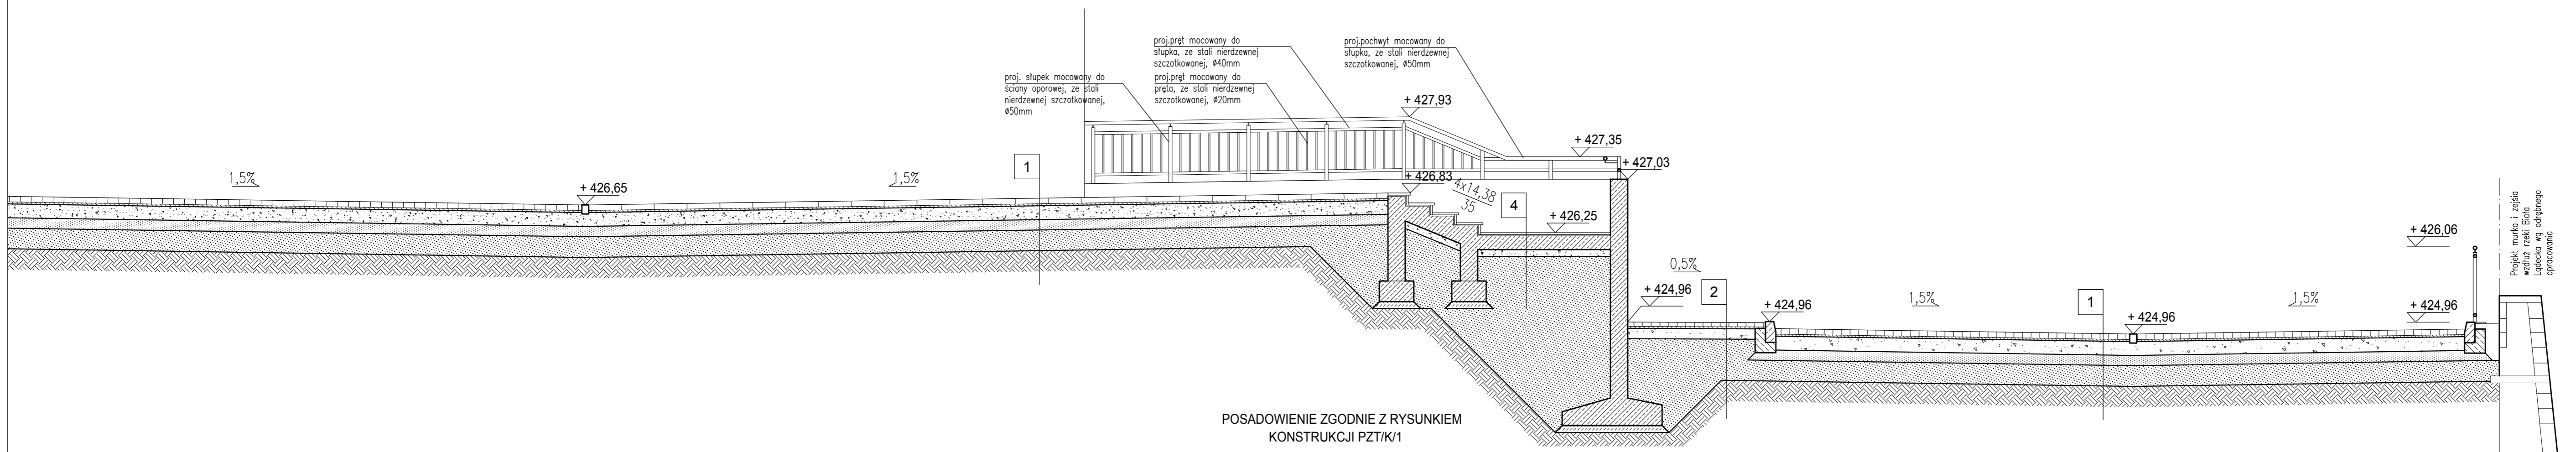 proj. słupek mocowany do
ściany oporowej, ze stali
nierdzewnej szczotkowanej,
ø50mm
proj.pręt mocowany do
słupka, ze stali nierdzewnej
szczotkowanej, ø40mm
proj.pręt mocowany do
pręta, ze stali nierdzewnej
szczotkowanej, ø20mm
proj.pochwyt mocowany do
słupka, ze stali nierdzewnej
szczotkowanej, ø50mm
+ 427,93
+ 427,35
+ 427,03
1,5%
+ 426,65
1,5%
1
+ 426,83
4x14,38
35
4
+ 426,25
0,5%
+ 424,96
2
+ 424,96
1,5%
1
+ 424,96
1,5%
+ 426,06
+ 424,96
Projekt murka i zejścia
wzdłuż rzeki Biała
Lądecka wg odrębnego
opracowania
POSADOWIENIE ZGODNIE Z RYSUNKIEM
KONSTRUKCJI PZT/K/1